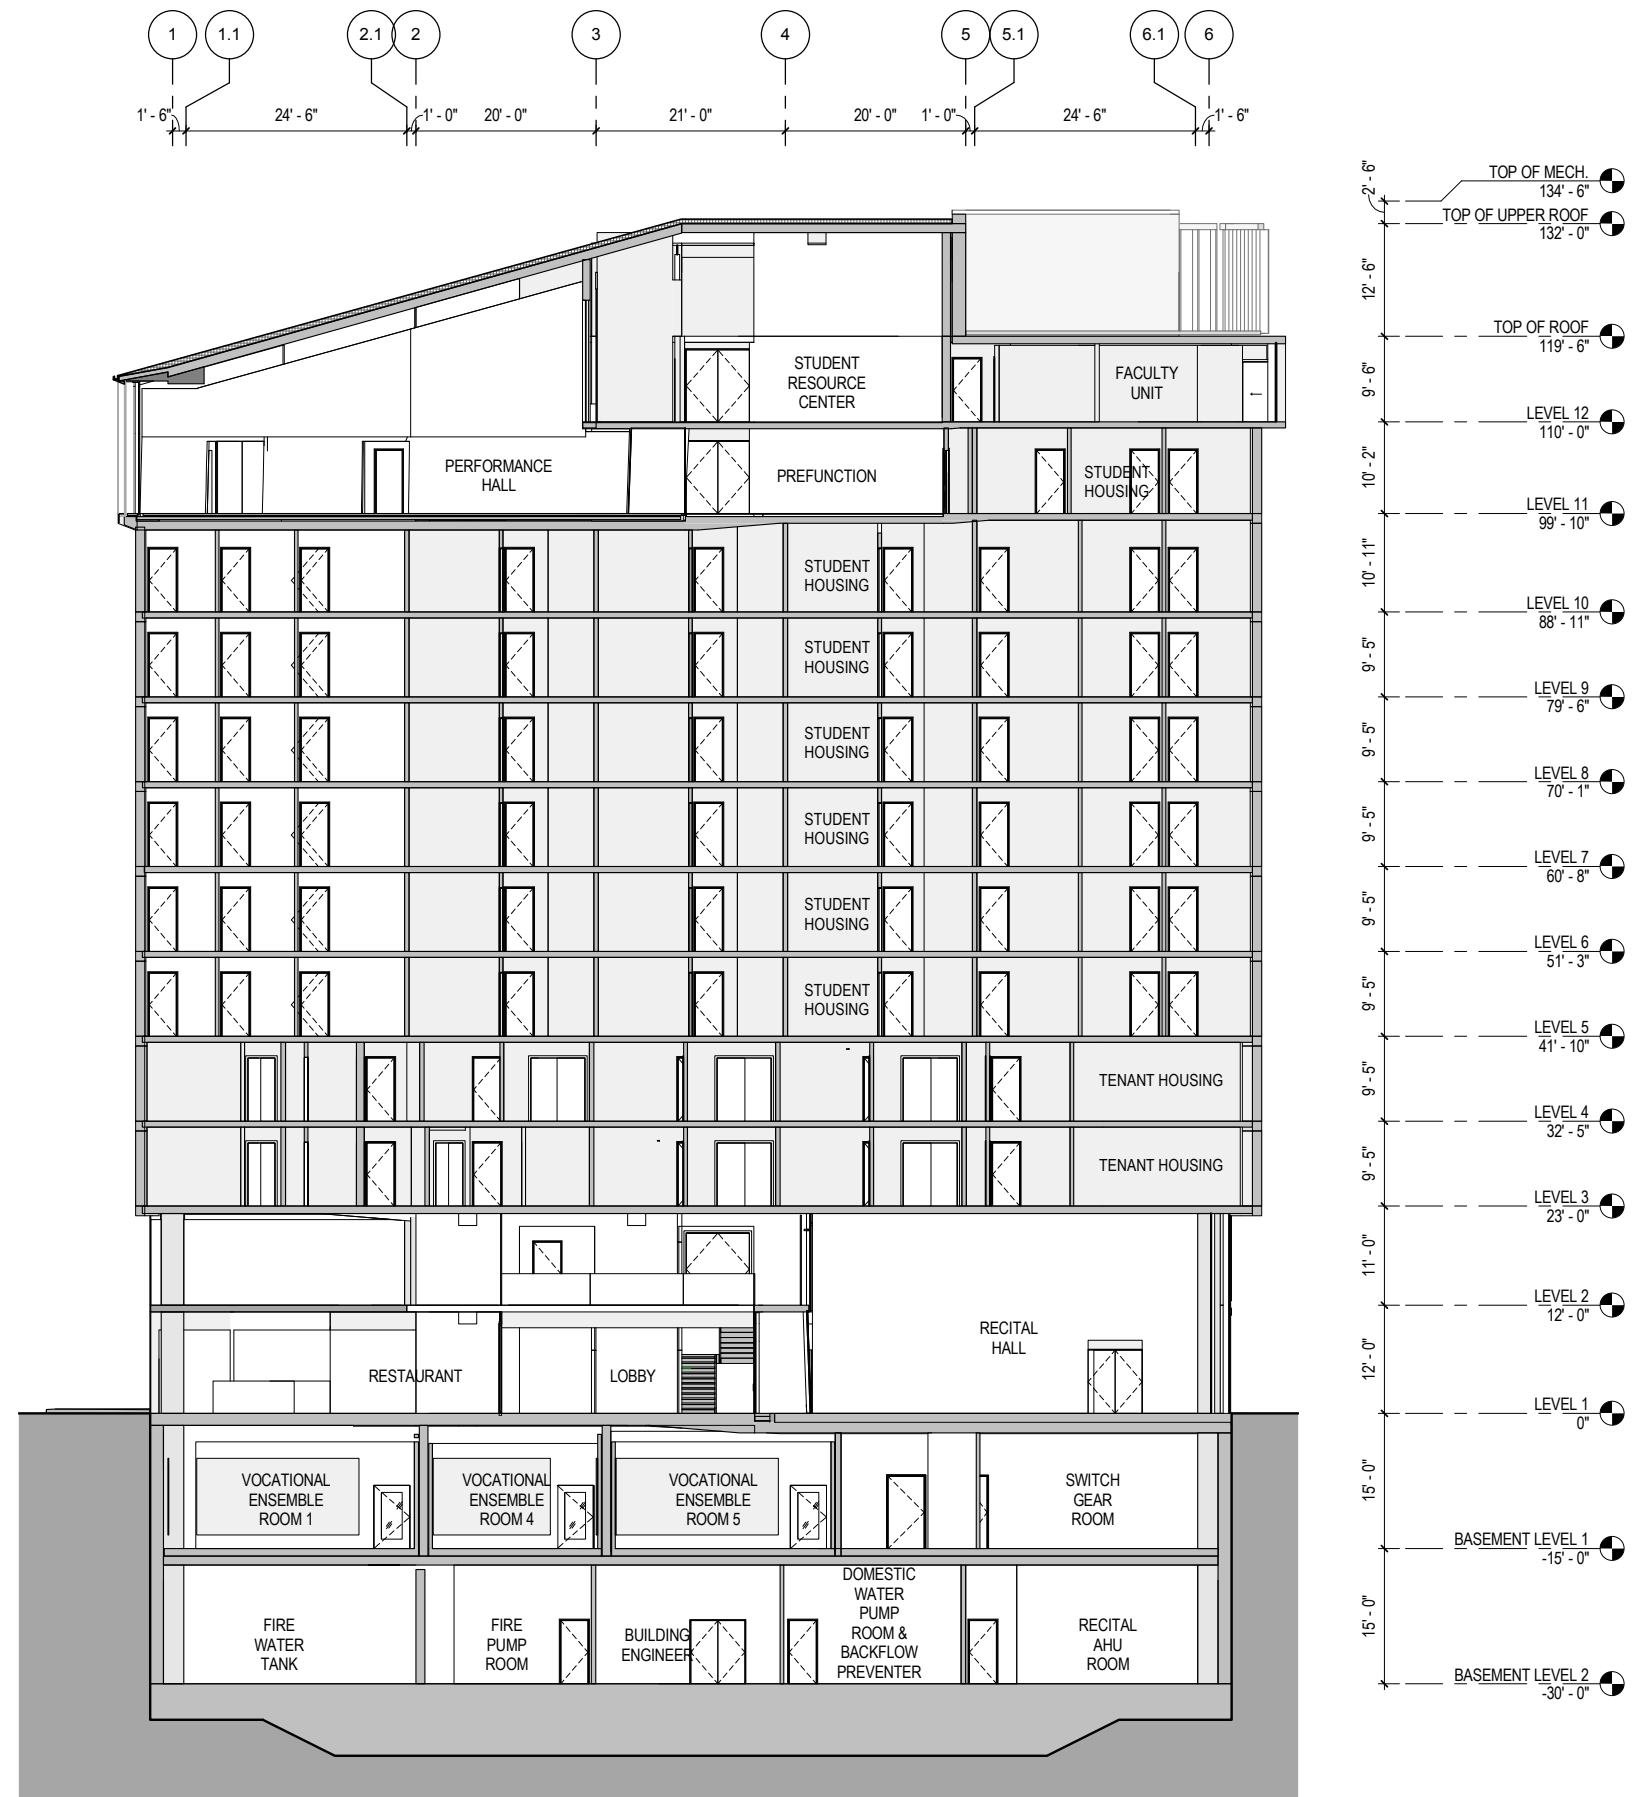 1 1.1 2.1 2 3 4 5 5.1 6.1 6
1' - 6" 24' - 6" 1' - 0" 20' - 0" 21' - 0" 20' - 0" 1' - 0" 24' - 6" 1' - 6"
2' - 6"
TOP OF MECH.
134' - 6"
TOP OF UPPER ROOF
132' - 0"
12' - 6"
TOP OF ROOF
119' - 6"
STUDENT
RESOURCE
CENTER
FACULTY
UNIT
9' - 6"
LEVEL 12
110' - 0"
PERFORMANCE
HALL
PREFUNCTION
STUDENT
HOUSING
10' - 2"
LEVEL 11
99' - 10"
STUDENT
HOUSING
10' - 11"
LEVEL 10
88' - 11"
STUDENT
HOUSING
9' - 5"
LEVEL 9
79' - 6"
STUDENT
HOUSING
9' - 5"
LEVEL 8
70' - 1"
STUDENT
HOUSING
9' - 5"
LEVEL 7
60' - 8"
STUDENT
HOUSING
9' - 5"
LEVEL 6
51' - 3"
STUDENT
HOUSING
9' - 5"
LEVEL 5
41' - 10"
TENANT HOUSING
9' - 5"
LEVEL 4
32' - 5"
TENANT HOUSING
9' - 5"
LEVEL 3
23' - 0"
11' - 0"
LEVEL 2
12' - 0"
RESTAURANT
LOBBY
RECITAL
HALL
12' - 0"
LEVEL 1
0"
VOCATIONAL
ENSEMBLE
ROOM 1
VOCATIONAL
ENSEMBLE
ROOM 4
VOCATIONAL
ENSEMBLE
ROOM 5
SWITCH
GEAR
ROOM
15' - 0"
BASEMENT LEVEL 1
-15' - 0"
FIRE
WATER
TANK
FIRE
PUMP
ROOM
BUILDING
ENGINEER
DOMESTIC
WATER
PUMP
ROOM &
BACKFLOW
PREVENTER
RECITAL
AHU
ROOM
15' - 0"
BASEMENT LEVEL 2
-30' - 0"